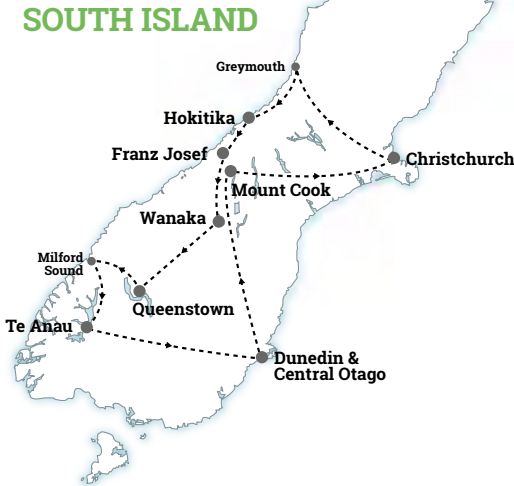 SOUTH ISLAND
Greymouth
Hokitika
Franz Josef
Christchurch
Mount Cook
Wanaka
Milford
Sound
Queenstown
Te Anau
Dunedin &
Central Otago